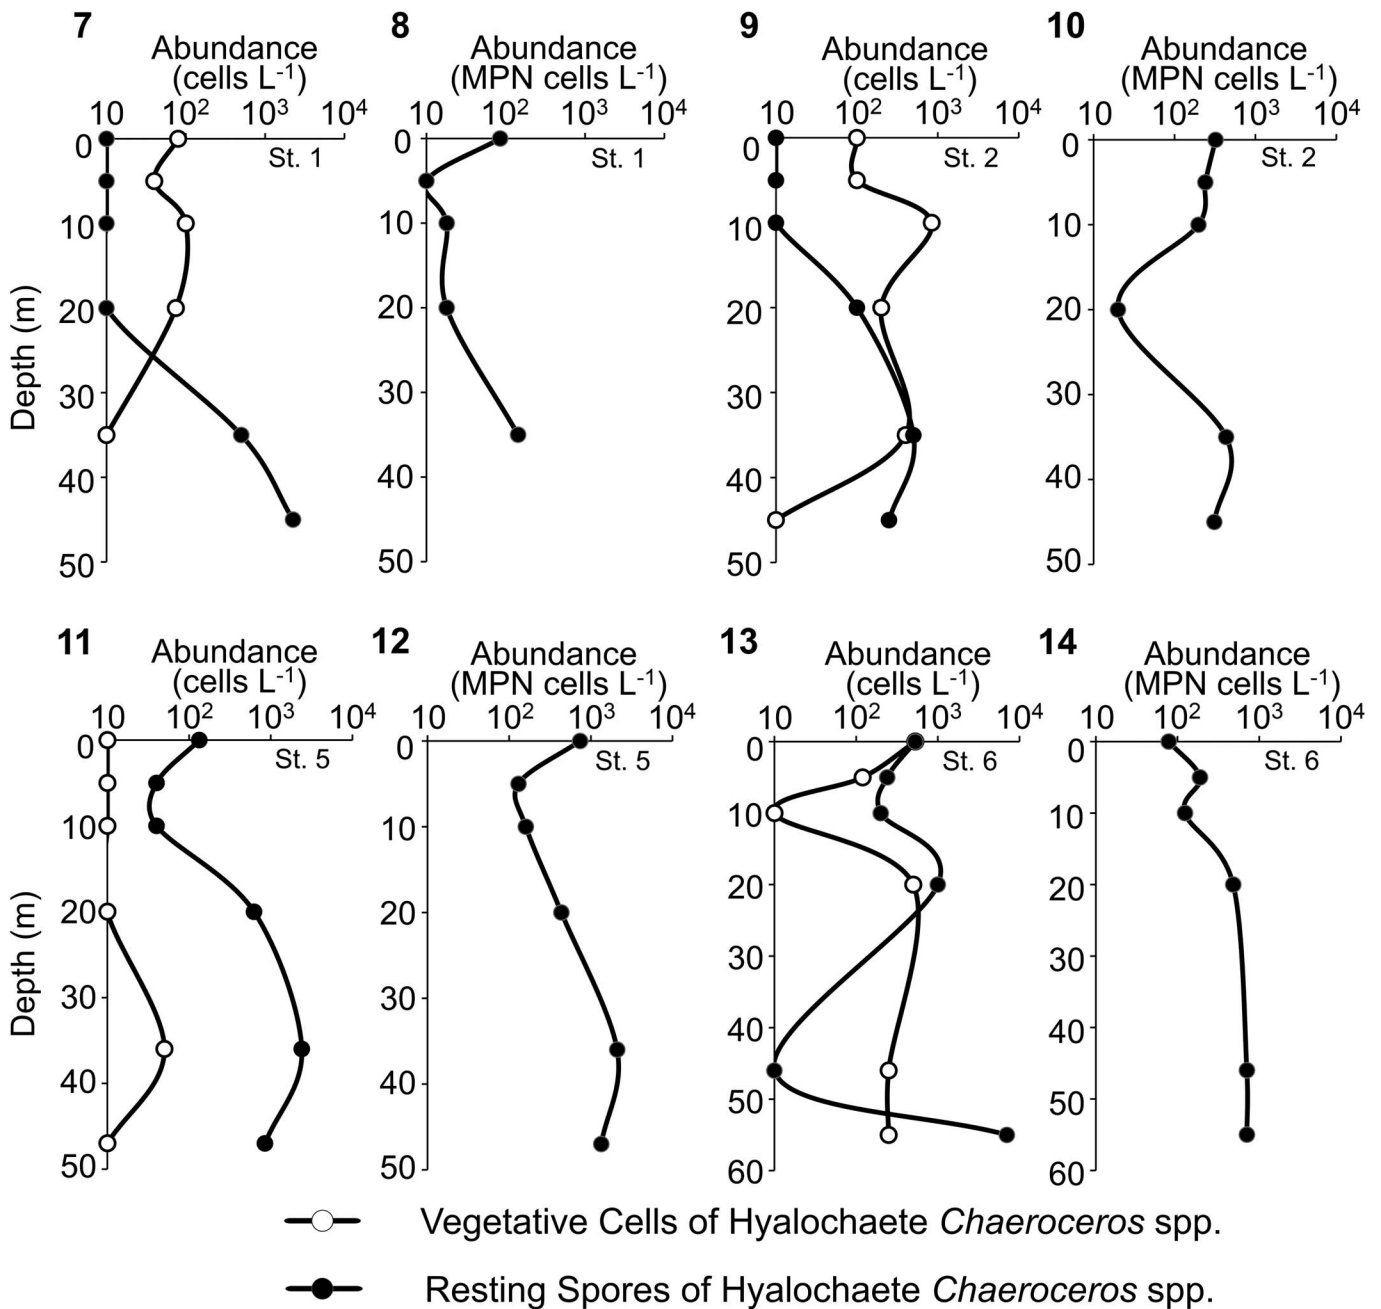 7 8 9 10
Abundance Abundance Abundance Abundance
(cells L⁻¹) (MPN cells L⁻¹) (cells L⁻¹) (MPN cells L⁻¹)
10 10² 10³ 10⁴ 10 10² 10³ 10⁴ 10 10² 10³ 10⁴ 10 10² 10³ 10⁴
0 0 0 0
St. 1 St. 1 St. 2 St. 2
10 10 10 10
20 20 20 20
Depth (m)
30 30 30 30
40 40 40 40
50 50 50 50
11 12 13 14
Abundance Abundance Abundance Abundance
(cells L⁻¹) (MPN cells L⁻¹) (cells L⁻¹) (MPN cells L⁻¹)
10 10² 10³ 10⁴ 10 10² 10³ 10⁴ 10 10² 10³ 10⁴ 10 10² 10³ 10⁴
0 0 0 0
St. 5 St. 5 St. 6 St. 6
10 10 10 10
20 20 20 20
Depth (m)
30 30 30 30
40 40 40 40
50 50 50 50
60 60
Vegetative Cells of Hyalochaete Chaeroceros spp.
Resting Spores of Hyalochaete Chaeroceros spp.